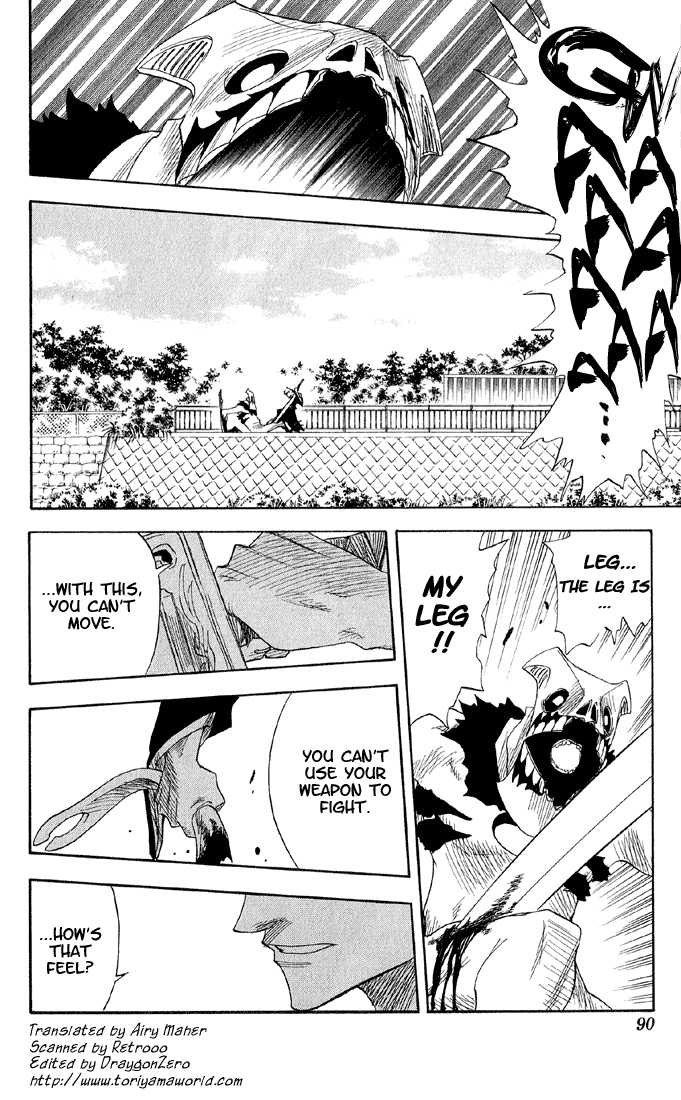 GYAAAAAAAA...
LEG...
THE LEG IS
...
MY
LEG
!!
...WITH THIS,
YOU CAN'T
MOVE.
YOU CAN'T
USE YOUR
WEAPON TO
FIGHT.
...HOW'S
THAT
FEEL?
90
Translated by Airy Maher
Scanned by Retrooo
Edited by DraygonZero
http://www.toriyamaworld.com/